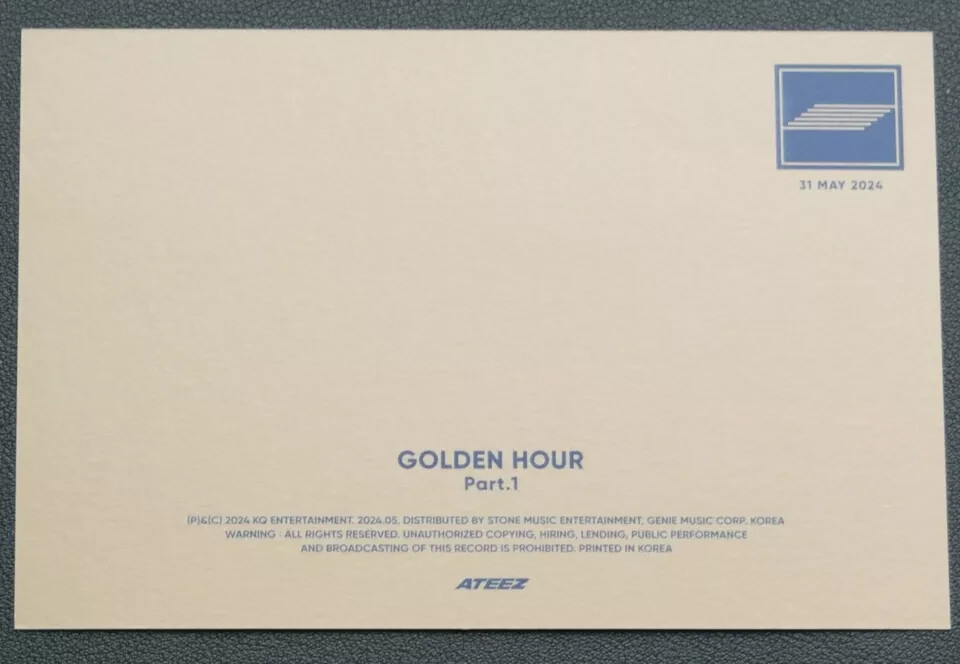 31 MAY 2024
GOLDEN HOUR
Part.1
(P)&(C) 2024 KQ ENTERTAINMENT. 2024.05. DISTRIBUTED BY STONE MUSIC ENTERTAINMENT, GENIE MUSIC CORP. KOREA
WARNING : ALL RIGHTS RESERVED. UNAUTHORIZED COPYING, HIRING, LENDING, PUBLIC PERFORMANCE
AND BROADCASTING OF THIS RECORD IS PROHIBITED. PRINTED IN KOREA
ATEEZ